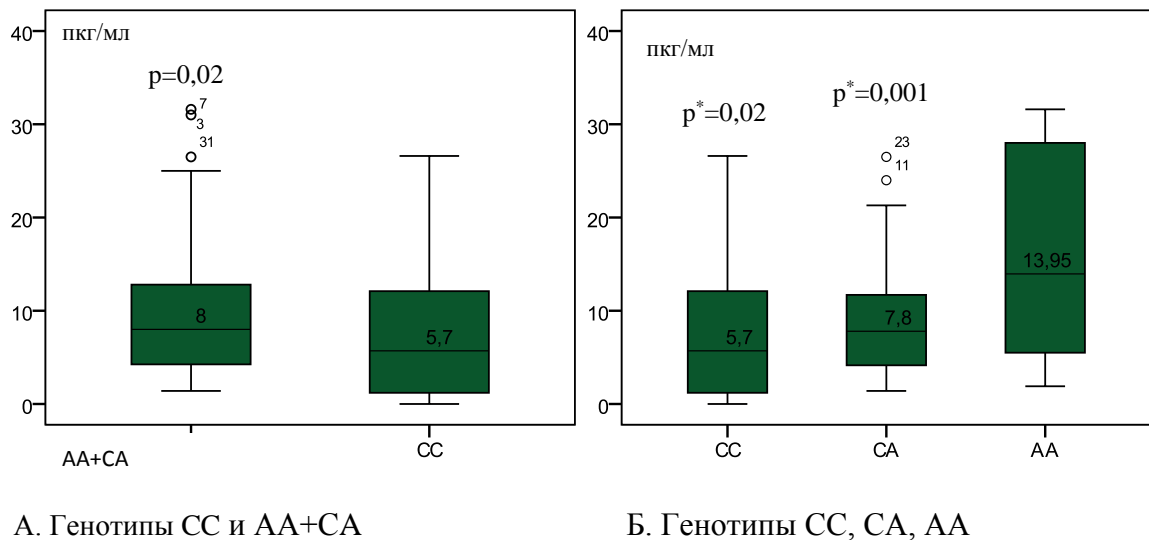 40
30
20
10
0
пкг/мл
p=0,02
7
3
31
8
5,7
AA+CA
CC
40
30
20
10
0
пкг/мл
p*=0,02
p*=0,001
23
11
5,7
7,8
13,95
CC
CA
AA
А. Генотипы СС и АА+СА
Б. Генотипы СС, СА, АА